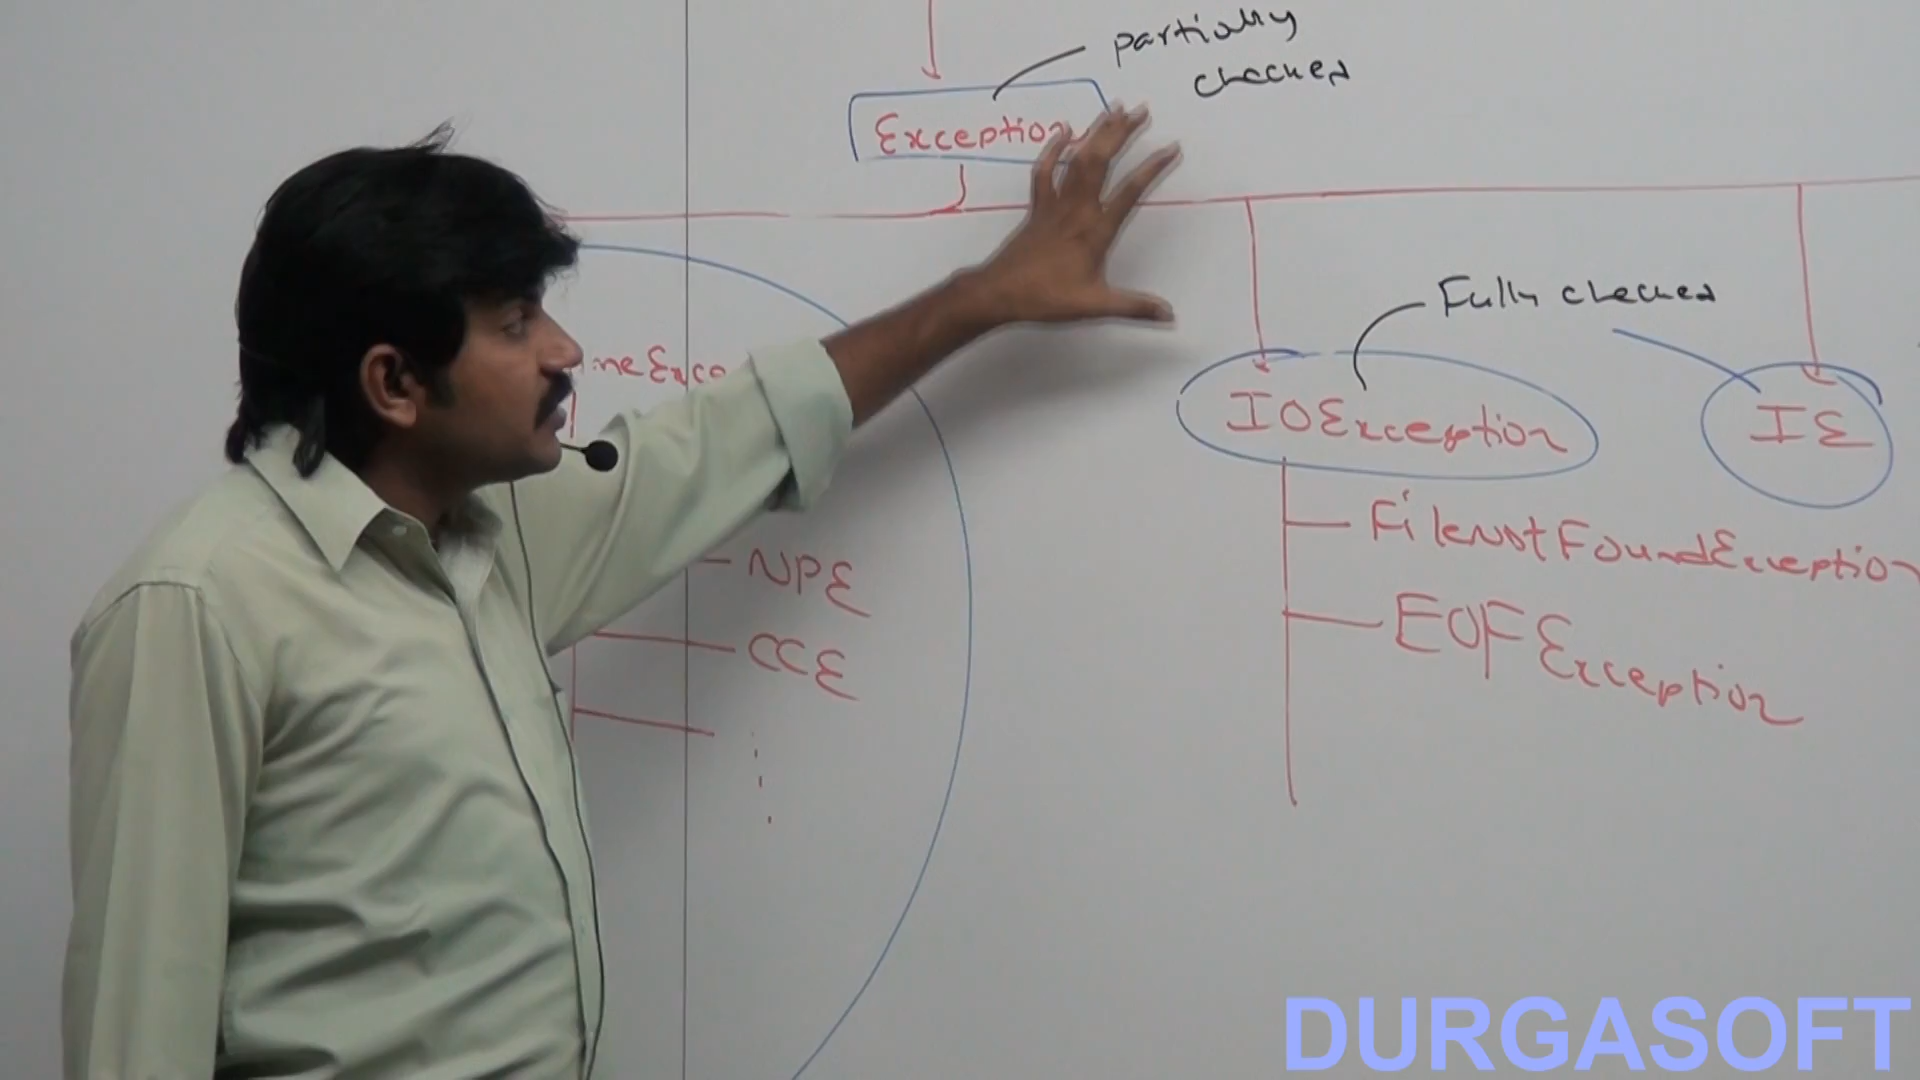 partially
checked
Exception
Fully checked
IOException
IE
FileNotFoundException
NPE
EOFException
CCE
DURGASOFT